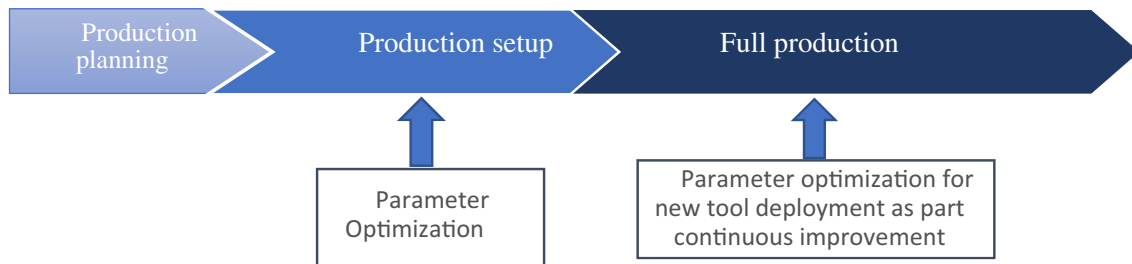 Production
planning
Production setup
Full production
Parameter
Optimization
Parameter optimization for
new tool deployment as part
continuous improvement